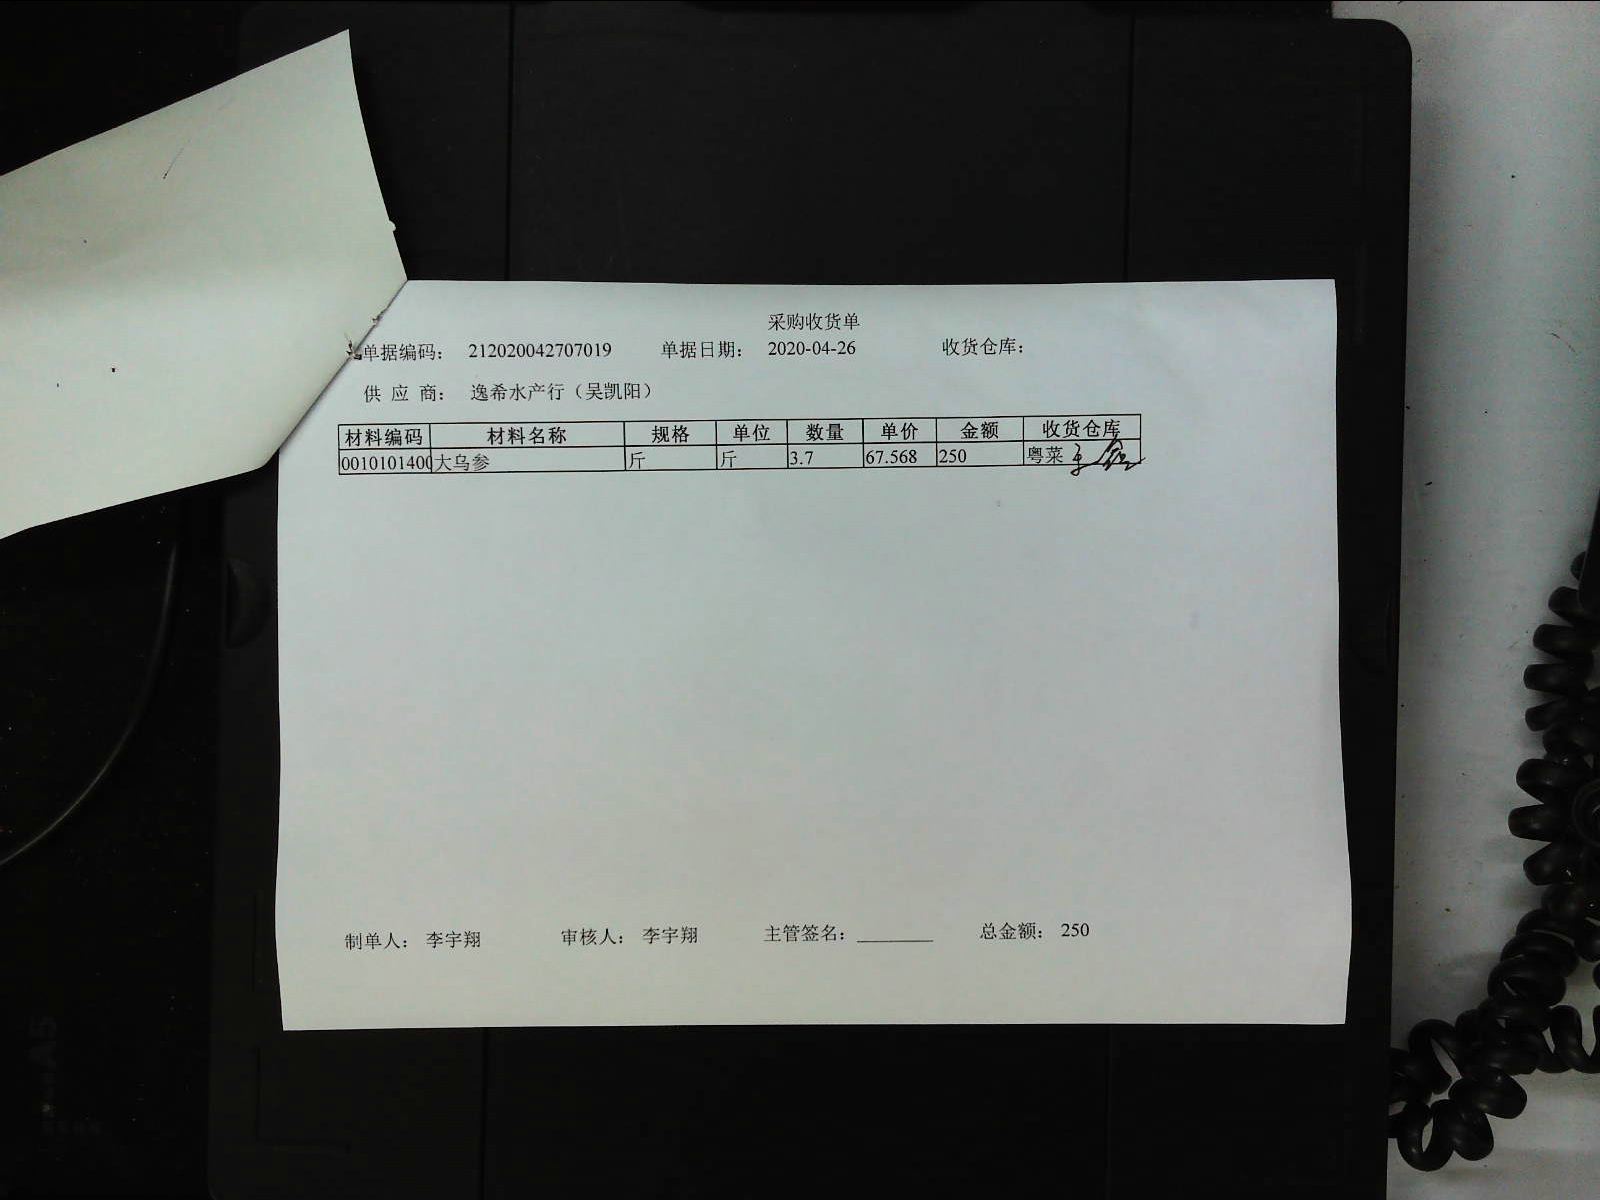 采购收货单
单据编码： 212020042707019 单据日期： 2020-04-26 收货仓库：
供 应 商： 逸希水产行（吴凯阳）
材料编码 材料名称 规格 单位 数量 单价 金额 收货仓库
0010101400 大乌参 斤 斤 3.7 67.568 250 粤菜
制单人： 李宇翔 审核人： 李宇翔 主管签名：________ 总金额： 250